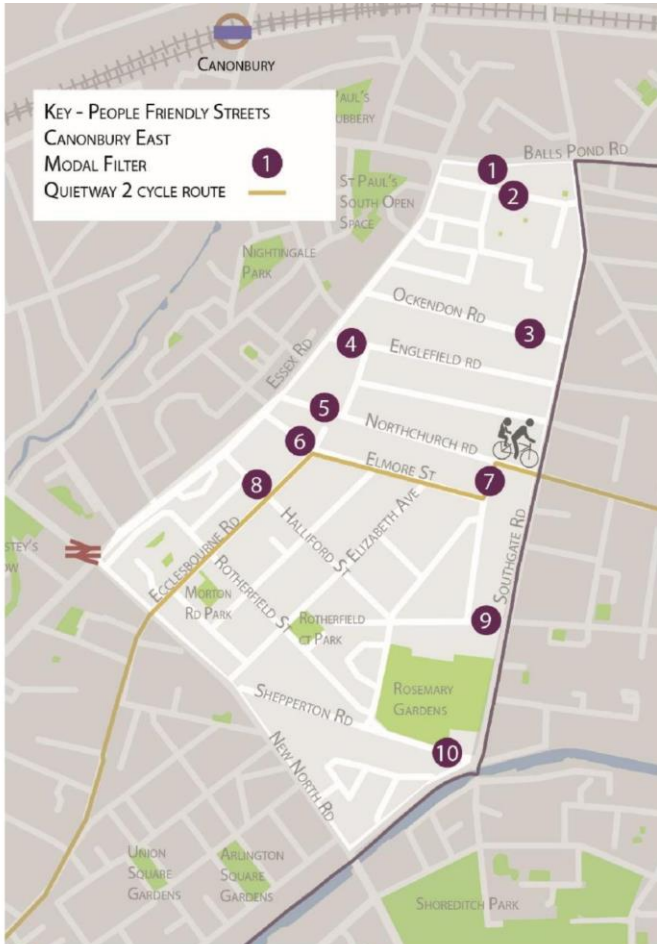 CANONBURY
KEY - PEOPLE FRIENDLY STREETS
CANONBURY EAST
MODAL FILTER 1
QUIETWAY 2 CYCLE ROUTE
PAUL'S
UBBERY
BALLS POND RD
1
2
ST PAUL'S
SOUTH OPEN
SPACE
NIGHTINGALE
PARK
OCKENDON RD
3
4
ENGLEFIELD RD
ESSEX RD
5
NORTHCHURCH RD
6
ELMORE ST
7
8
HALLIFORD ST
ELIZABETH AVE
ECCLESBOURNE RD
SOUTHGATE RD
STEY'S
OW
MORTON
RD PARK
ROTHERFIELD ST
ROTHERFIELD
CT PARK
9
ROSEMARY
GARDENS
SHEPPERTON RD
10
NEW NORTH RD
UNION
SQUARE
GARDENS
ARLINGTON
SQUARE
GARDENS
SHOREDITCH PARK